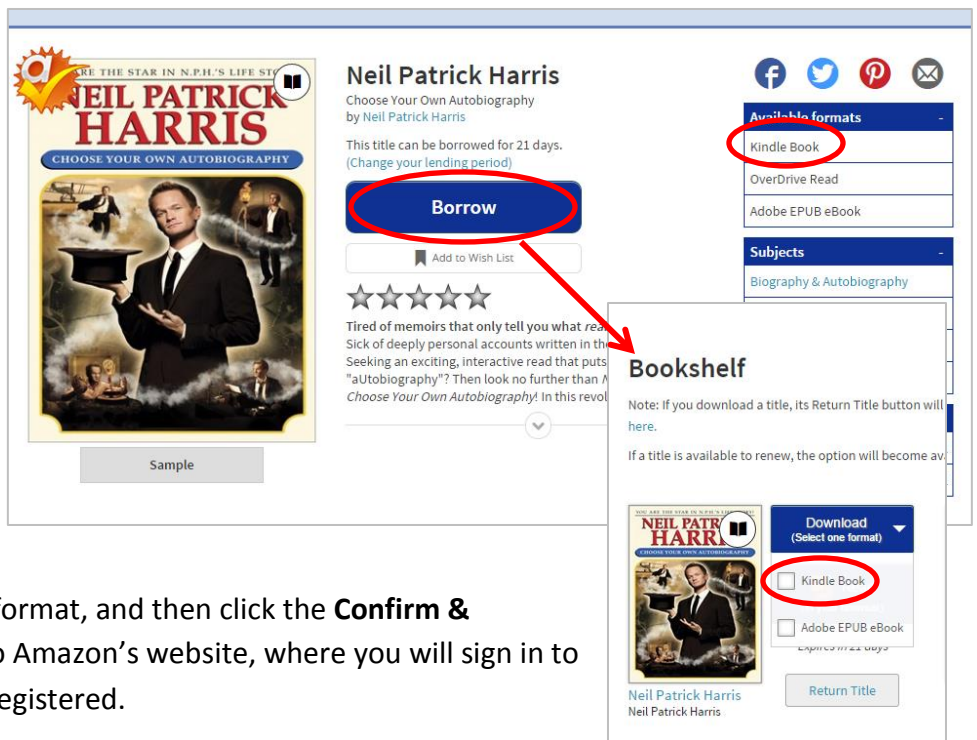 RE THE STAR IN N.P.H.'S LIFE
NEIL PATRICK
HARRIS
CHOOSE YOUR OWN AUTOBIOGRAPHY
Sample
Neil Patrick Harris
Choose Your Own Autobiography
by Neil Patrick Harris
This title can be borrowed for 21 days.
(Change your lending period)
Borrow
Add to Wish List
Tired of memoirs that only tell you what
Sick of deeply personal accounts written in the
Seeking an exciting, interactive read that puts
"aUtobiography"? Then look no further than
Choose Your Own Autobiography! In this revol
Available formats -
Kindle Book
OverDrive Read
Adobe EPUB eBook
Subjects -
Biography & Autobiography
Bookshelf
Note: If you download a title, its Return Title button will
here.
If a title is available to renew, the option will become
YOU ARE THE STAR IN N.P.H.'S LIFE STORY!
NEIL PATR
HARRI
CHOOSE YOUR OWN AUTOBIOGRAPHY
Download
(Select one format)
Kindle Book
Adobe EPUB eBook
Expires in 21 days
Return Title
Neil Patrick Harris
Neil Patrick Harris
format, and then click the Confirm &
o Amazon’s website, where you will sign in to
egistered.